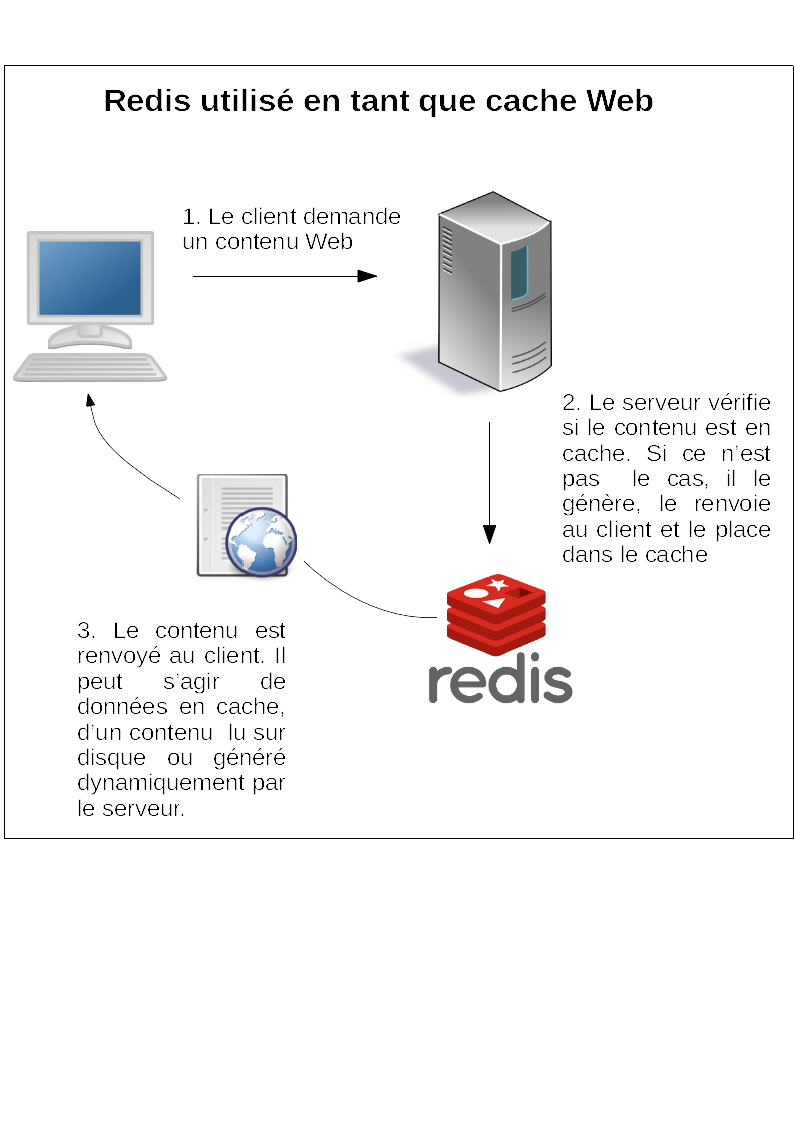 Redis utilisé en tant que cache Web
1. Le client demande
un contenu Web
2. Le serveur vérifie
si le contenu est en
cache. Si ce n’est
pas le cas, il le
génère, le renvoie
au client et le place
dans le cache
redis
3. Le contenu est
renvoyé au client. Il
peut s’agir de
données en cache,
d’un contenu lu sur
disque ou généré
dynamiquement par
le serveur.